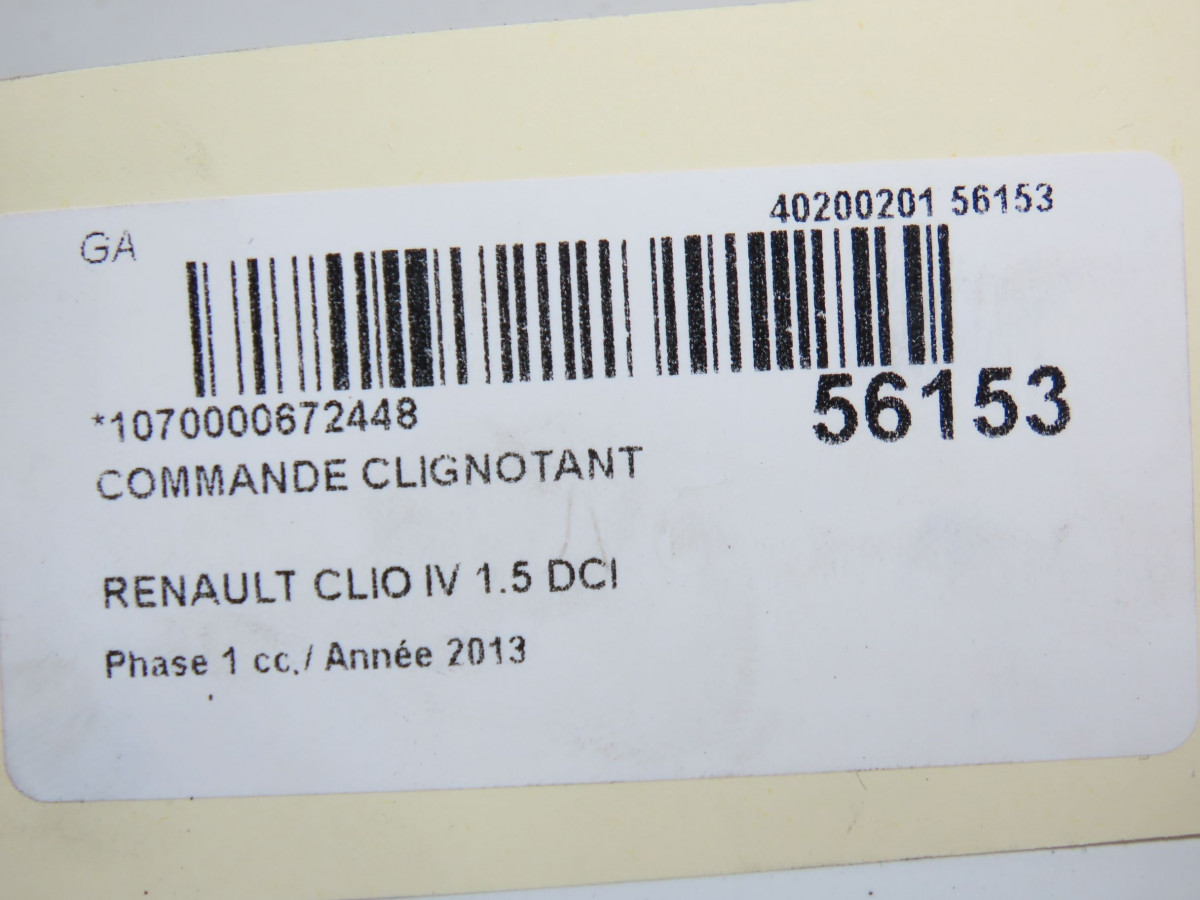 40200201 56153
GA
*1070000672448
56153
COMMANDE CLIGNOTANT
RENAULT CLIO IV 1.5 DCI
Phase 1 cc./ Année 2013